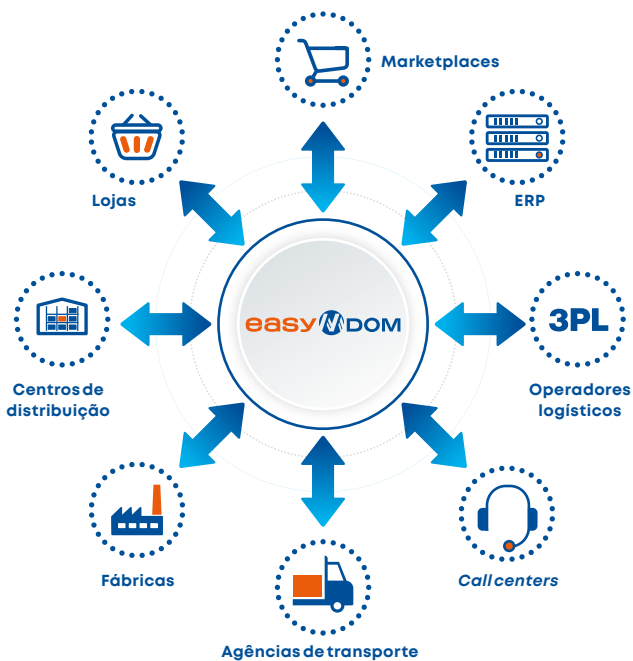 Marketplaces
Lojas
ERP
easy DOM
3PL
Centros de
distribuição
Operadores
logísticos
Fábricas
Call centers
Agências de transporte